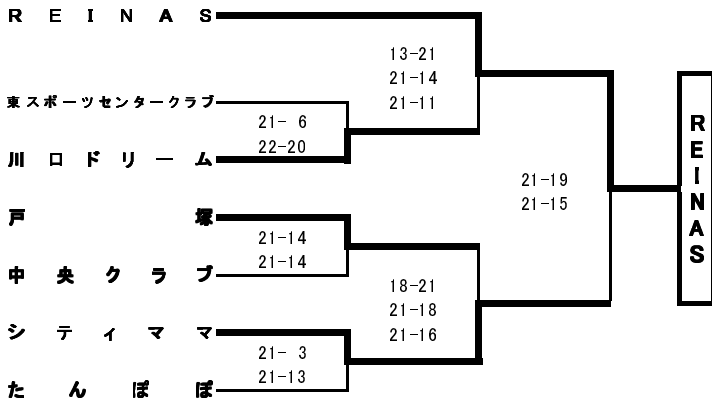 REINAS
13-21
21-14
21-11
東スポーツセンタークラブ
21- 6
22-20
川口ドリーム
REINAS
21-19
21-15
戸塚
21-14
21-14
中央クラブ
18-21
21-18
21-16
シティママ
21- 3
21-13
たんぽぽ